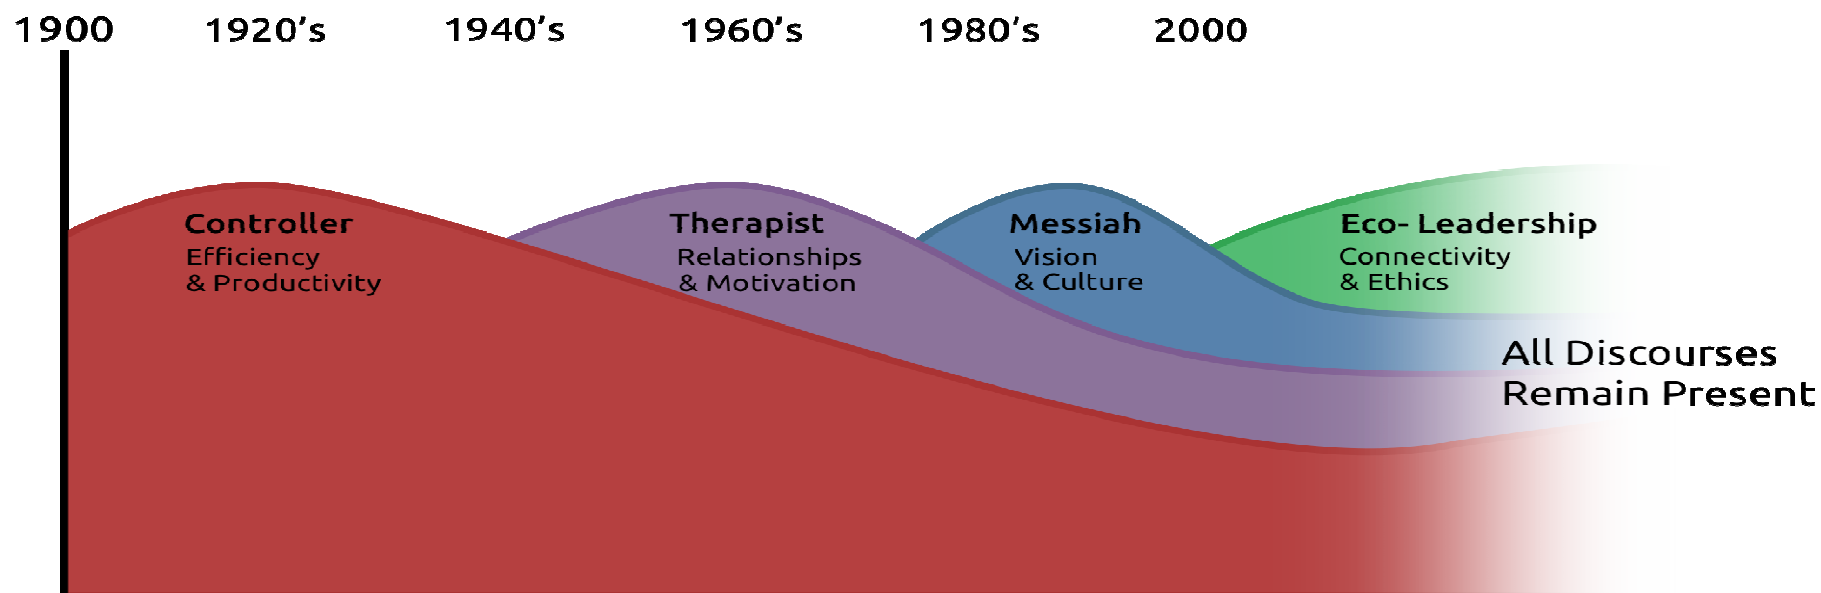 1900 1920’s 1940’s 1960’s 1980’s 2000
Controller
Efficiency
& Productivity
Therapist
Relationships
& Motivation
Messiah
Vision
& Culture
Eco- Leadership
Connectivity
& Ethics
All Discourses
Remain Present